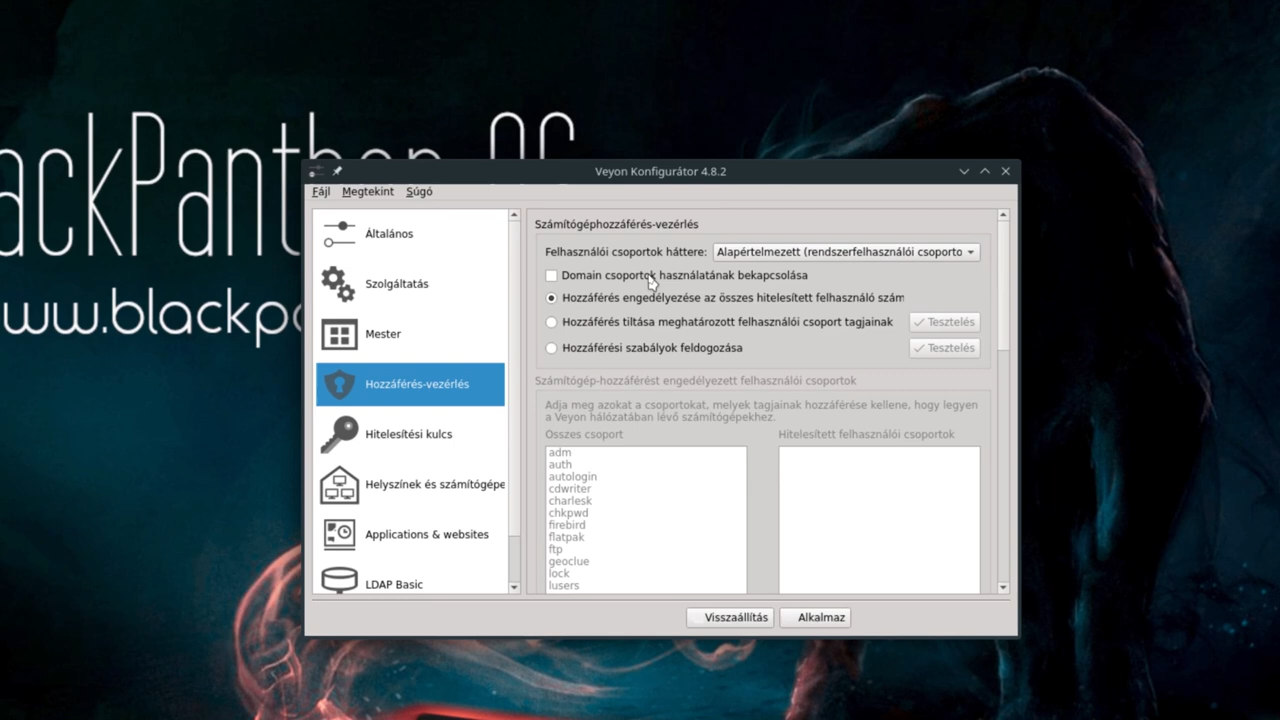 ackPanther OS
www.blackp
Veyon Konfigurátor 4.8.2
Fájl Megtekint Súgó
Általános
Szolgáltatás
Mester
Hozzáférés-vezérlés
Hitelesítési kulcs
Helyszínek és számítógépe
Applications & websites
LDAP Basic
Számítógéphozzáférés-vezérlés
Felhasználói csoportok háttere: Alapértelmezett (rendszerfelhasználói csoporto
Domain csoportok használatának bekapcsolása
Hozzáférés engedélyezése az összes hitelesített felhasználó szám
Hozzáférés tiltása meghatározott felhasználói csoport tagjainak Tesztelés
Hozzáférési szabályok feldogozása Tesztelés
Számítógép-hozzáférést engedélyezett felhasználói csoportok
Adja meg azokat a csoportokat, melyek tagjainak hozzáférése kellene, hogy legyen
a Veyon hálózatában lévő számítógépekhez.
Összes csoport Hitelesített felhasználói csoportok
adm
auth
autologin
cdwriter
charlesk
chkpwd
firebird
flatpak
ftp
geoclue
lock
lusers
Visszaállítás Alkalmaz